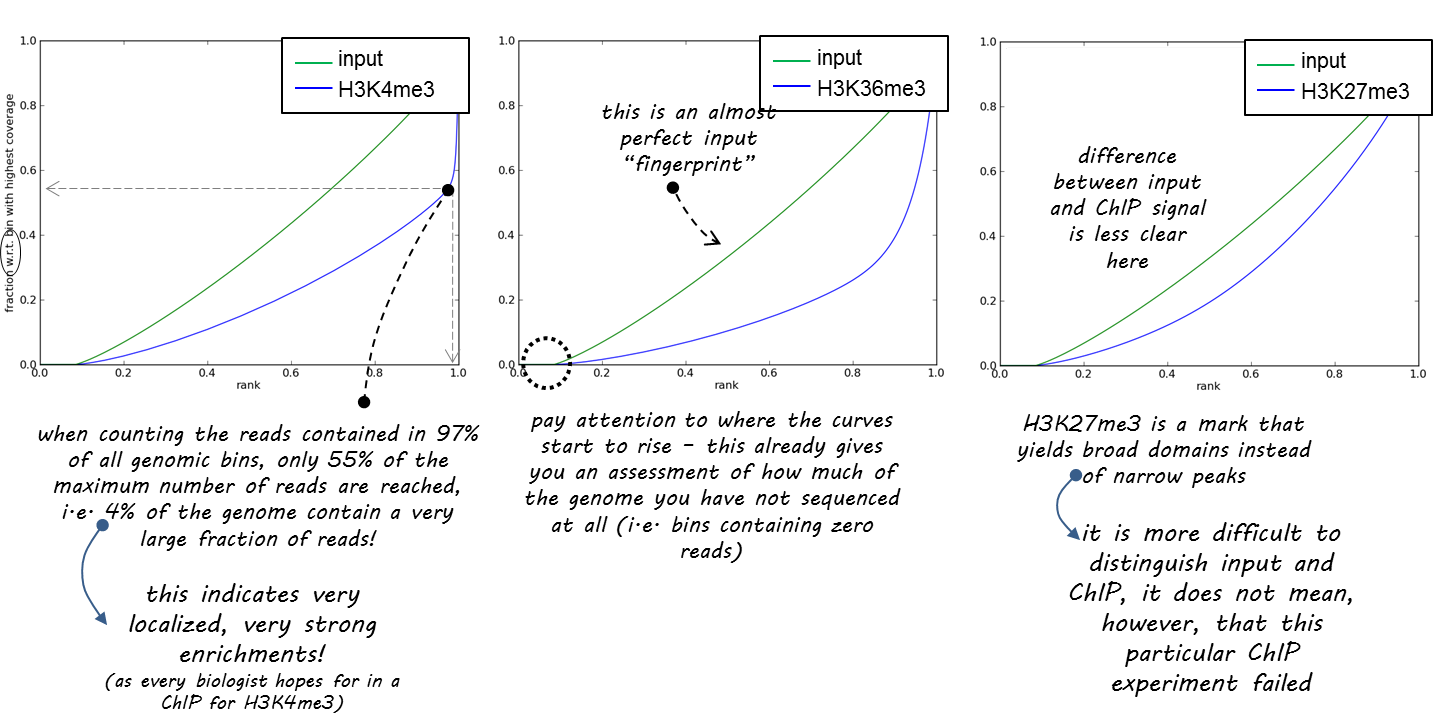 1.0
0.8
0.6
0.4
0.2
0.0
fraction w.r.t. bin with highest coverage
input
H3K4me3
0.0 0.2 0.4 0.6 0.8 1.0
rank
when counting the reads contained in 97%
of all genomic bins, only 55% of the
maximum number of reads are reached,
i.e. 4% of the genome contain a very
large fraction of reads!
this indicates very
localized, very strong
enrichments!
(as every biologist hopes for in a
ChIP for H3K4me3)
1.0
0.8
0.6
0.4
0.2
0.0
input
H3K36me3
this is an almost
perfect input
“fingerprint”
0.0 0.2 0.4 0.6 0.8 1.0
rank
pay attention to where the curves
start to rise – this already gives
you an assessment of how much of
the genome you have not sequenced
at all (i.e. bins containing zero
reads)
1.0
0.8
0.6
0.4
0.2
0.0
input
H3K27me3
difference
between input
and ChIP signal
is less clear
here
0.0 0.2 0.4 0.6 0.8 1.0
rank
H3K27me3 is a mark that
yields broad domains instead
of narrow peaks
it is more difficult to
distinguish input and
ChIP, it does not mean,
however, that this
particular ChIP
experiment failed